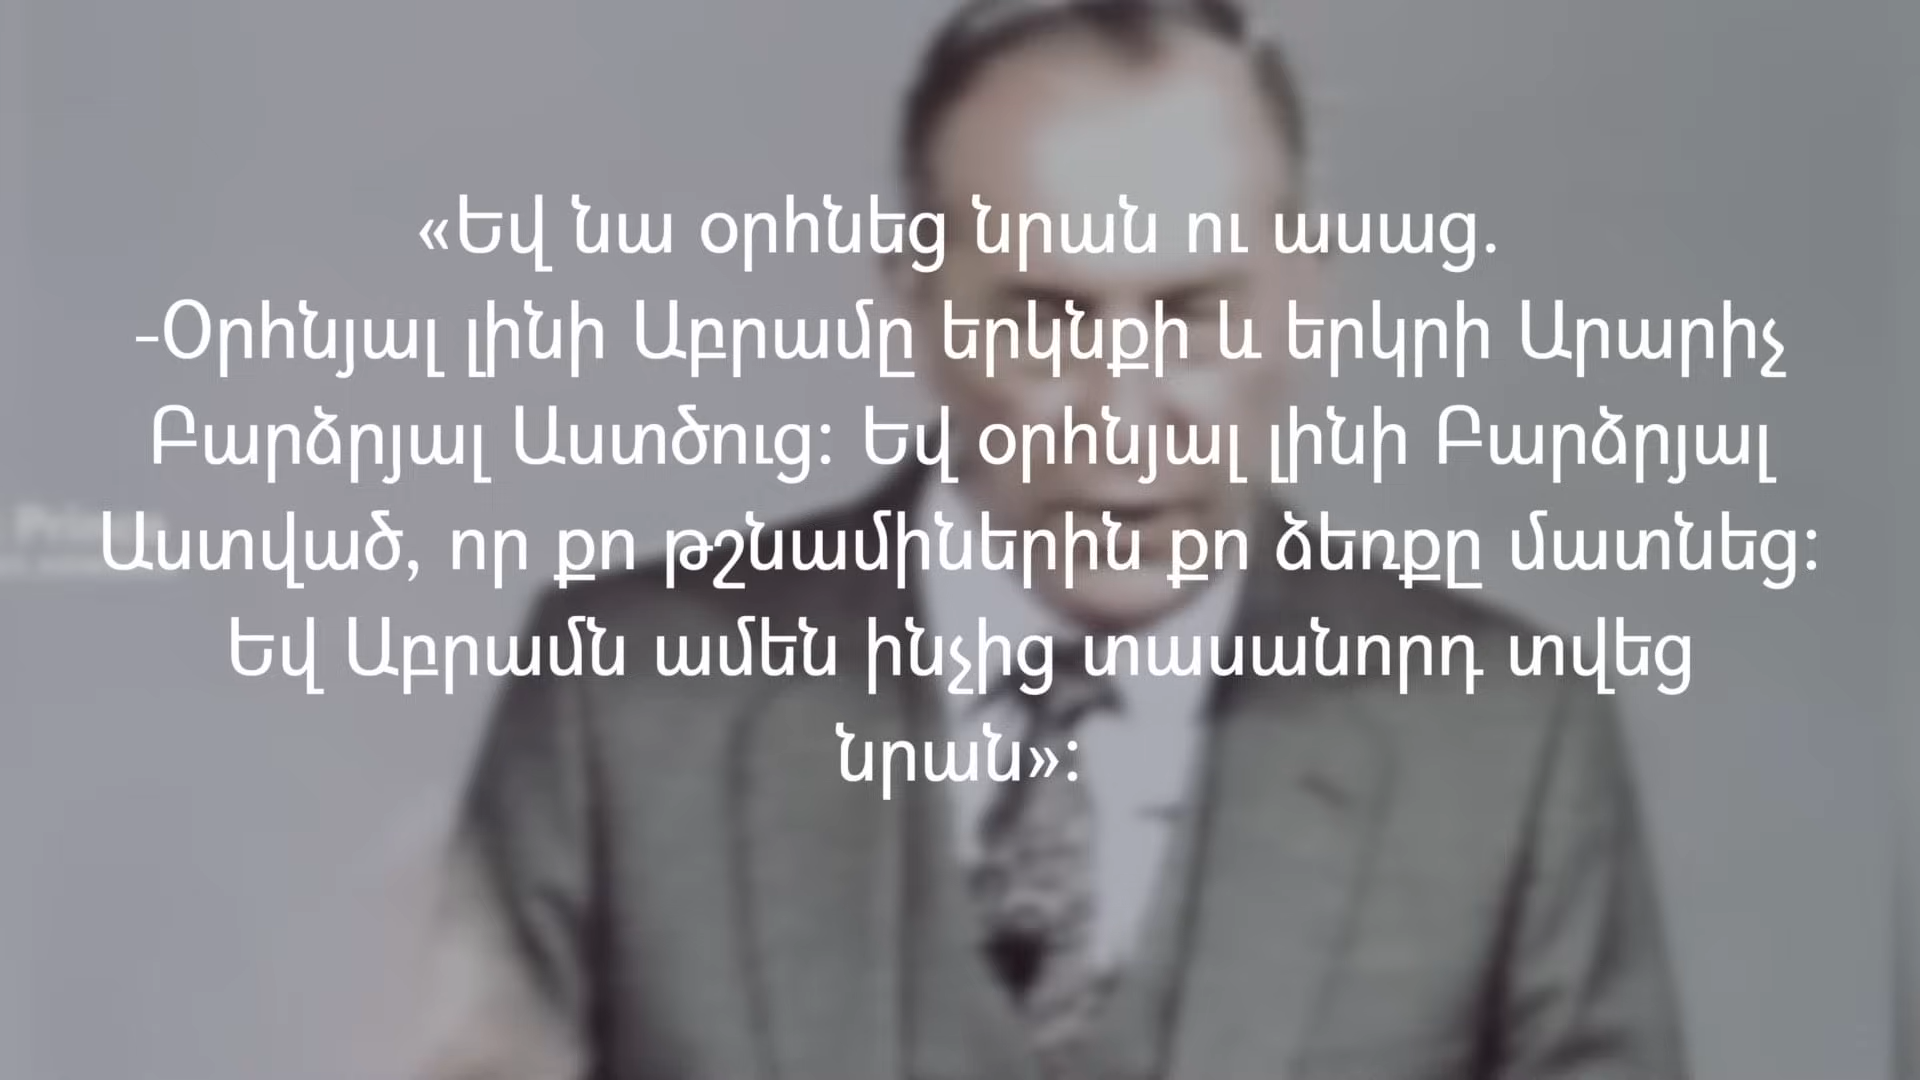 «Եվ նա օրհնեց նրան ու ասաց.
-Օրհնյալ լինի Աբրամը երկնքի և երկրի Արարիչ
Բարձրյալ Աստծուց: Եվ օրհնյալ լինի Բարձրյալ
Աստված, որ քո թշնամիներին քո ձեռքը մատնեց:
Եվ Աբրամն ամեն ինչից տասանորդ տվեց
նրան»: